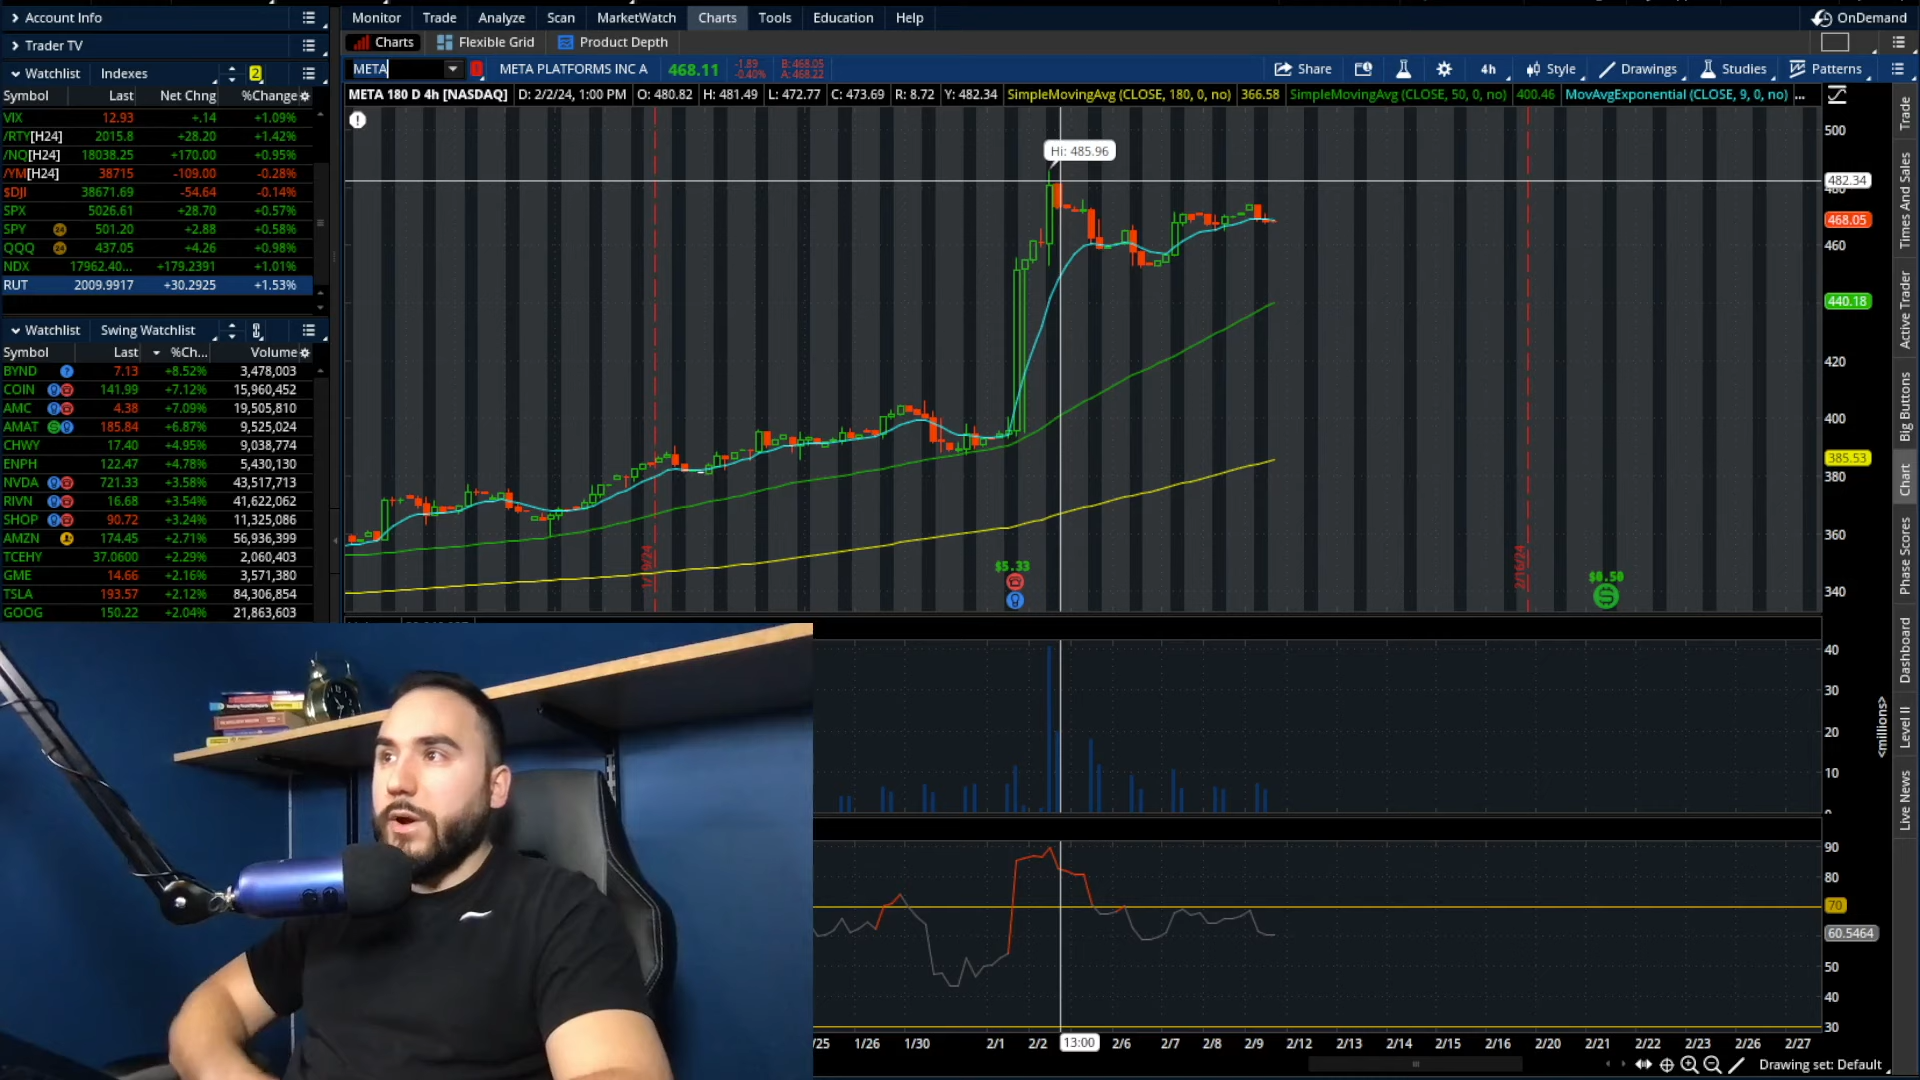 Account Info
Trader TV
Watchlist Indexes 2
Symbol Last Net Chng %Change
VIX 12.93 +.14 +1.09%
/RTY[H24] 2015.8 +28.20 +1.42%
/NQ[H24] 18038.25 +170.00 +0.95%
/YM[H24] 38715 -109.00 -0.28%
$DJI 38671.69 -54.64 -0.14%
SPX 5026.61 +28.70 +0.57%
SPY 24 501.20 +2.88 +0.58%
QQQ 24 437.05 +4.26 +0.98%
NDX 17962.40... +179.2391 +1.01%
RUT 2009.9917 +30.2925 +1.53%
Watchlist Swing Watchlist
Symbol Last %Ch... Volume
BYND 7.13 +8.52% 3,478,003
COIN 141.99 +7.12% 15,960,452
AMC 4.38 +7.09% 19,505,810
AMAT 185.84 +6.87% 9,525,024
CHWY 17.40 +4.95% 9,038,774
ENPH 122.47 +4.78% 5,430,130
NVDA 721.33 +3.58% 43,517,713
RIVN 16.68 +3.54% 41,622,062
SHOP 90.72 +3.24% 11,325,086
AMZN 174.45 +2.71% 56,936,399
TCEHY 37.0600 +2.29% 2,060,403
GME 14.66 +2.16% 3,571,380
TSLA 193.57 +2.12% 84,306,854
GOOG 150.22 +2.04% 21,863,603
Monitor Trade Analyze Scan MarketWatch Charts Tools Education Help OnDemand
Charts Flexible Grid Product Depth
META META PLATFORMS INC A 468.11 -1.89 B: 468.05
-0.40% A: 468.22
Share 4h Style Drawings Studies Patterns
META 180 D 4h [NASDAQ] D: 2/2/24, 1:00 PM O: 480.82 H: 481.49 L: 472.77 C: 473.69 R: 8.72 Y: 482.34 SimpleMovingAvg (CLOSE, 180, 0, no) 366.58 SimpleMovingAvg (CLOSE, 50, 0, no) 400.46 MovAvgExponential (CLOSE, 9, 0, no) ...
Hi: 485.96
500
482.34
480
468.05
460
440.18
420
400
385.53
380
360
340
1/19/24
2/16/24
$5.33
$0.50
40
30
20
10
<millions>
90
80
70
60.5464
50
40
30
/25 1/26 1/30 2/1 2/2 13:00 2/6 2/7 2/8 2/9 2/12 2/13 2/14 2/15 2/16 2/20 2/21 2/22 2/23 2/26 2/27
Drawing set: Default
Trade
Times And Sales
Active Trader
Big Buttons
Chart
Phase Scores
Dashboard
Level II
Live News